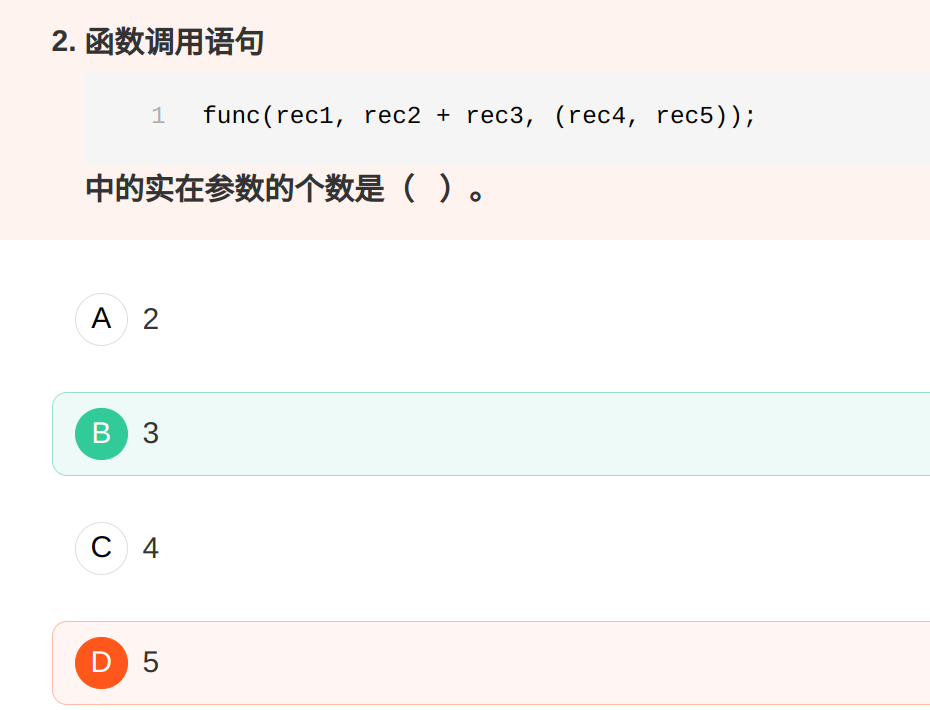 2. 函数调用语句
1 func(rec1, rec2 + rec3, (rec4, rec5));
中的实在参数的个数是（ ）。
A 2
B 3
C 4
D 5